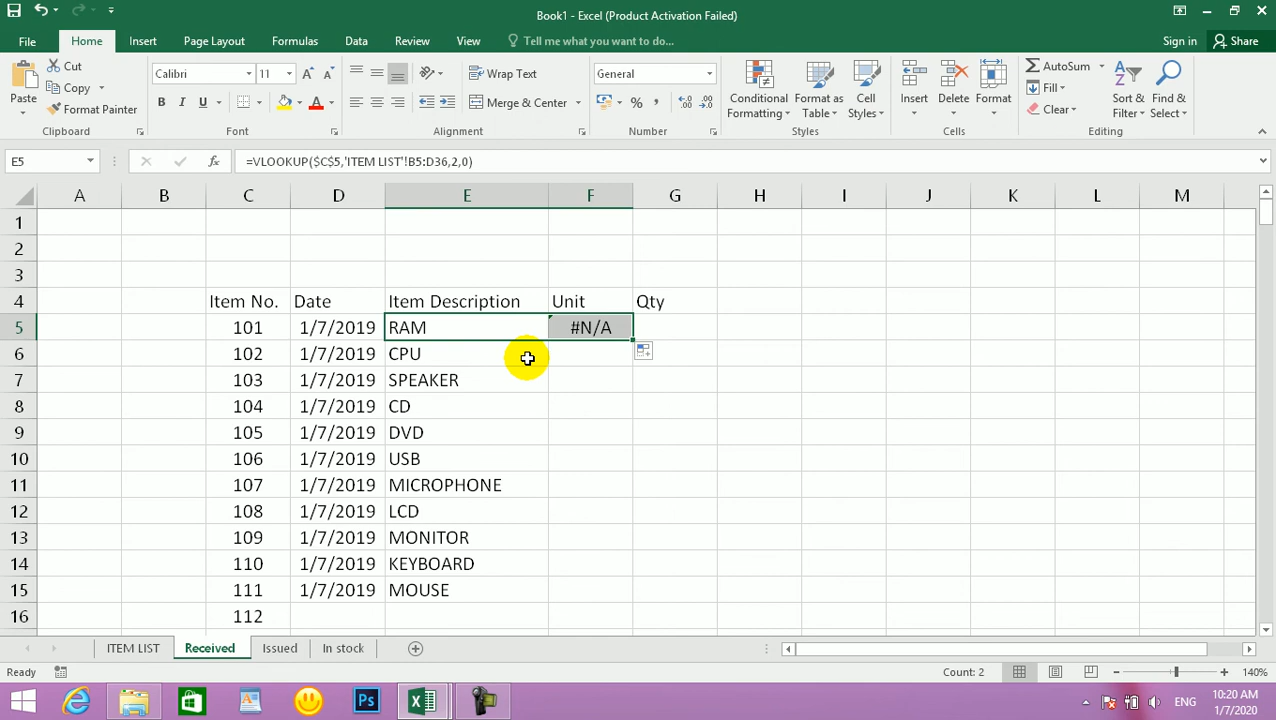 Book1 - Excel (Product Activation Failed)
File Home Insert Page Layout Formulas Data Review View Tell me what you want to do... Sign in Share
Paste
Cut
Copy
Format Painter
Clipboard
Calibri 11
B I U A
Font
Wrap Text
Merge & Center
Alignment
General
%
Number
Conditional Formatting
Format as Table
Cell Styles
Styles
Insert Delete Format
Cells
AutoSum
Fill
Clear
Sort & Filter
Find & Select
Editing
E5 fx =VLOOKUP($C$5,'ITEM LIST'!B5:D36,2,0)
A B C D E F G H I J K L M
1
2
3
4 Item No. Date Item Description Unit Qty
5 101 1/7/2019 RAM #N/A
6 102 1/7/2019 CPU
7 103 1/7/2019 SPEAKER
8 104 1/7/2019 CD
9 105 1/7/2019 DVD
10 106 1/7/2019 USB
11 107 1/7/2019 MICROPHONE
12 108 1/7/2019 LCD
13 109 1/7/2019 MONITOR
14 110 1/7/2019 KEYBOARD
15 111 1/7/2019 MOUSE
16 112
ITEM LIST Received Issued In stock
Ready Count: 2 140%
Ps ENG 10:20 AM
1/7/2020